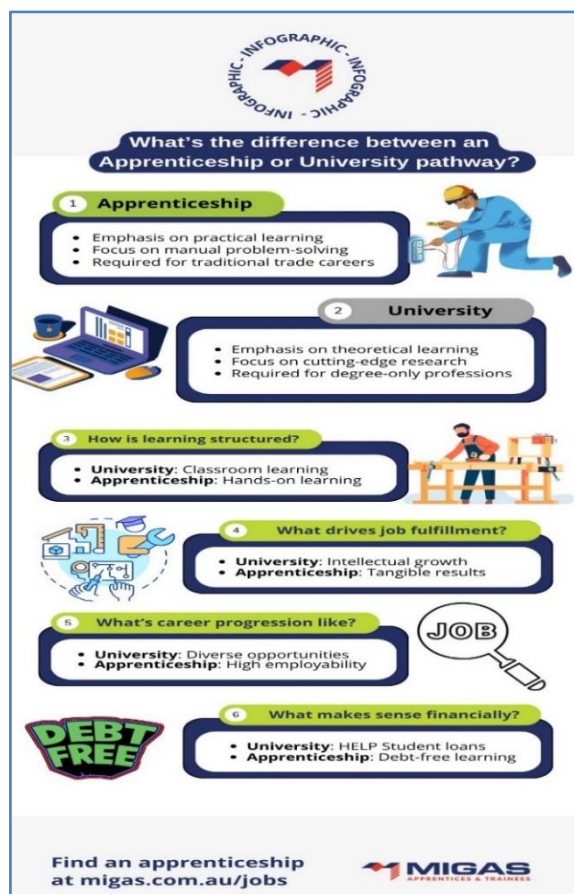 INFOGRAPHIC - INFOGRAPHIC - INFOGRAPHIC -
What's the difference between an
Apprenticeship or University pathway?
1 Apprenticeship
• Emphasis on practical learning
• Focus on manual problem-solving
• Required for traditional trade careers
2 University
• Emphasis on theoretical learning
• Focus on cutting-edge research
• Required for degree-only professions
3 How is learning structured?
• University: Classroom learning
• Apprenticeship: Hands-on learning
4 What drives job fulfillment?
• University: Intellectual growth
• Apprenticeship: Tangible results
5 What's career progression like?
• University: Diverse opportunities
• Apprenticeship: High employability
JOB
DEBT
FREE
6 What makes sense financially?
• University: HELP Student loans
• Apprenticeship: Debt-free learning
Find an apprenticeship
at migas.com.au/jobs
MIGAS
APPRENTICES & TRAINEES